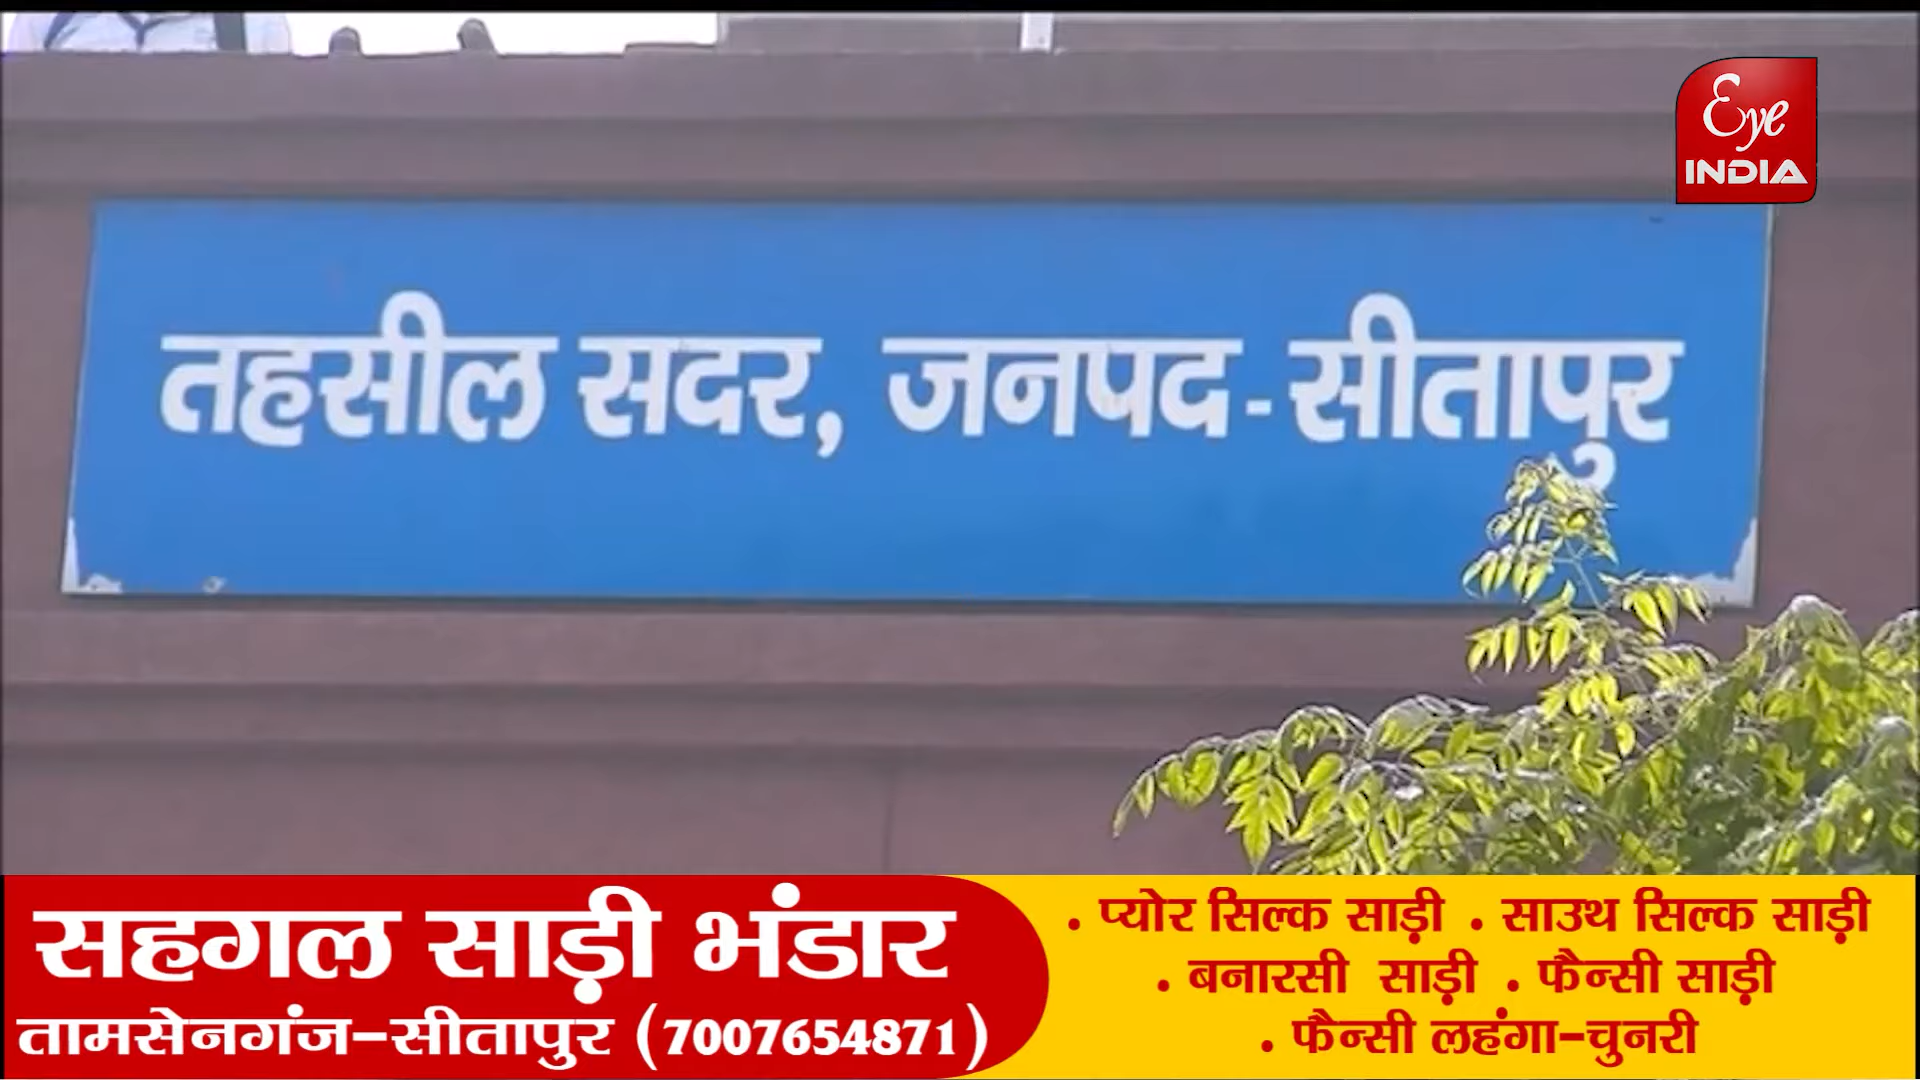 Eye
INDIA
तहसील सदर, जनपद - सीतापुर
सहगल साड़ी भंडार
तामसेनगंज-सीतापुर (7007654871)
. प्योर सिल्क साड़ी . साउथ सिल्क साड़ी
. बनारसी साड़ी . फैन्सी साड़ी
. फैन्सी लहंगा-चुनरी